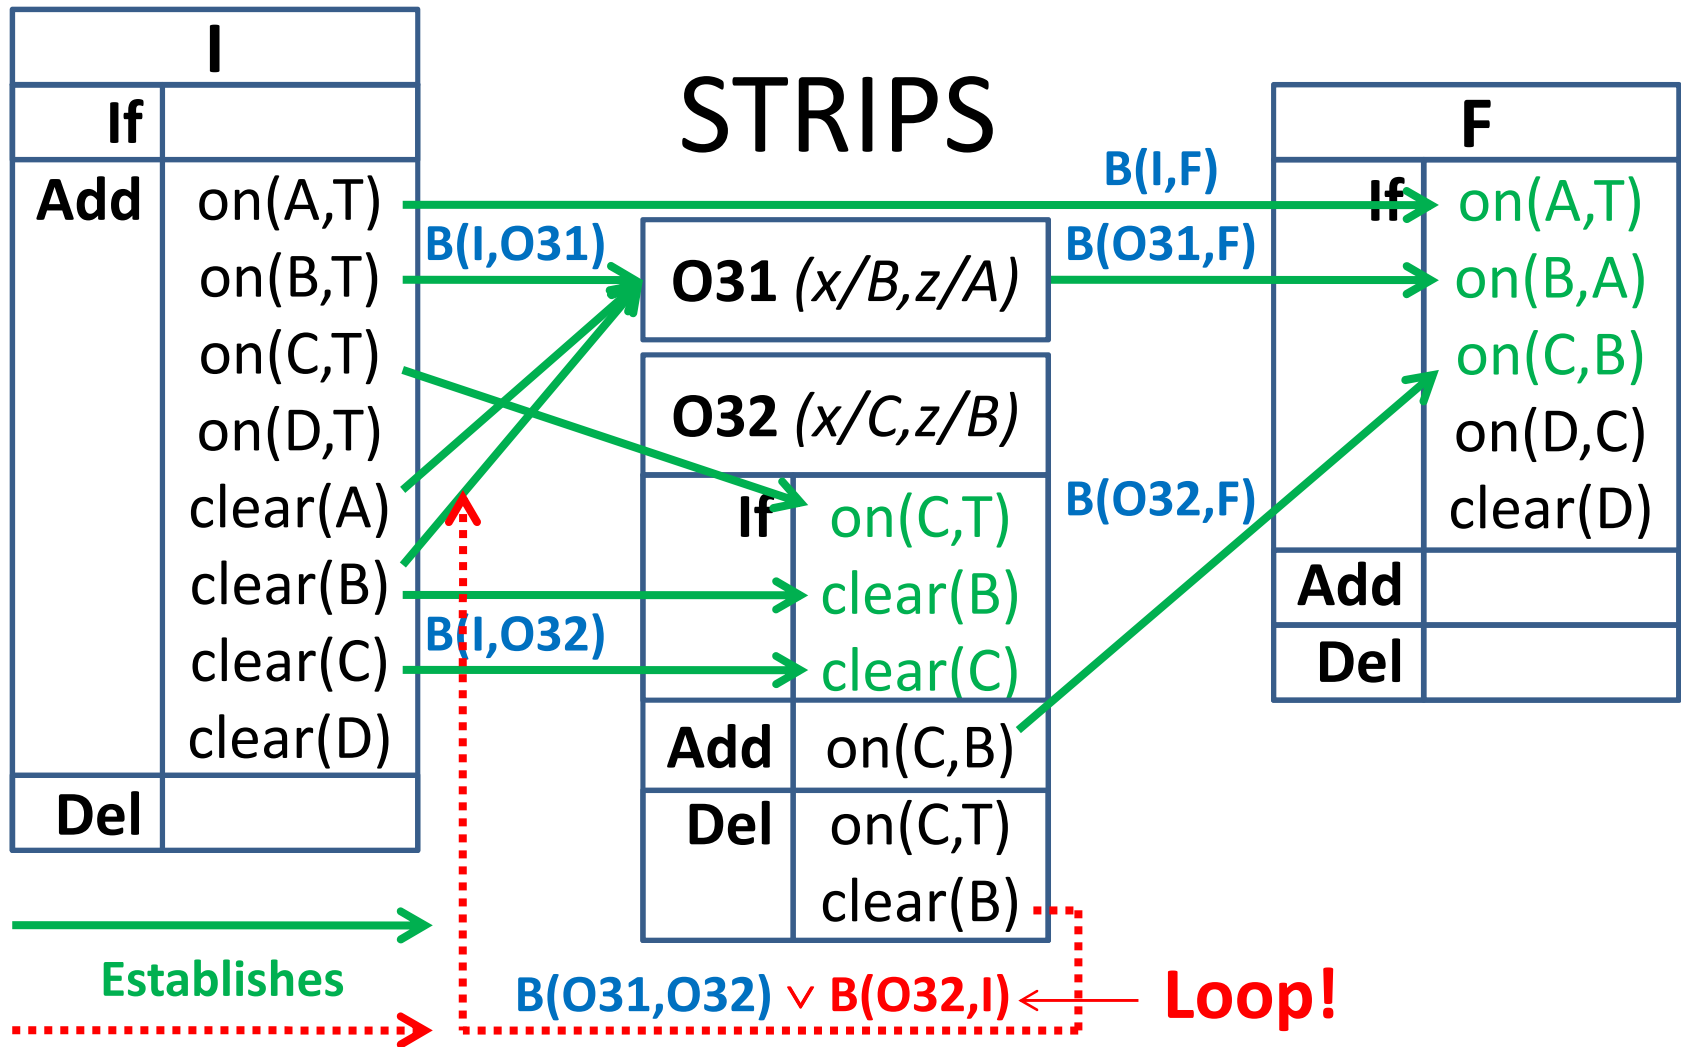 I
If
Add
on(A,T)
on(B,T)
on(C,T)
on(D,T)
clear(A)
clear(B)
clear(C)
clear(D)
Del
STRIPS
B(I,F)
B(I,O31)
B(O31,F)
O31 (x/B,z/A)
O32 (x/C,z/B)
If
on(C,T)
clear(B)
clear(C)
Add
on(C,B)
Del
on(C,T)
clear(B)
B(I,O32)
B(O32,F)
F
If
on(A,T)
on(B,A)
on(C,B)
on(D,C)
clear(D)
Add
Del
Establishes
B(O31,O32) ∨ B(O32,I)
Loop!